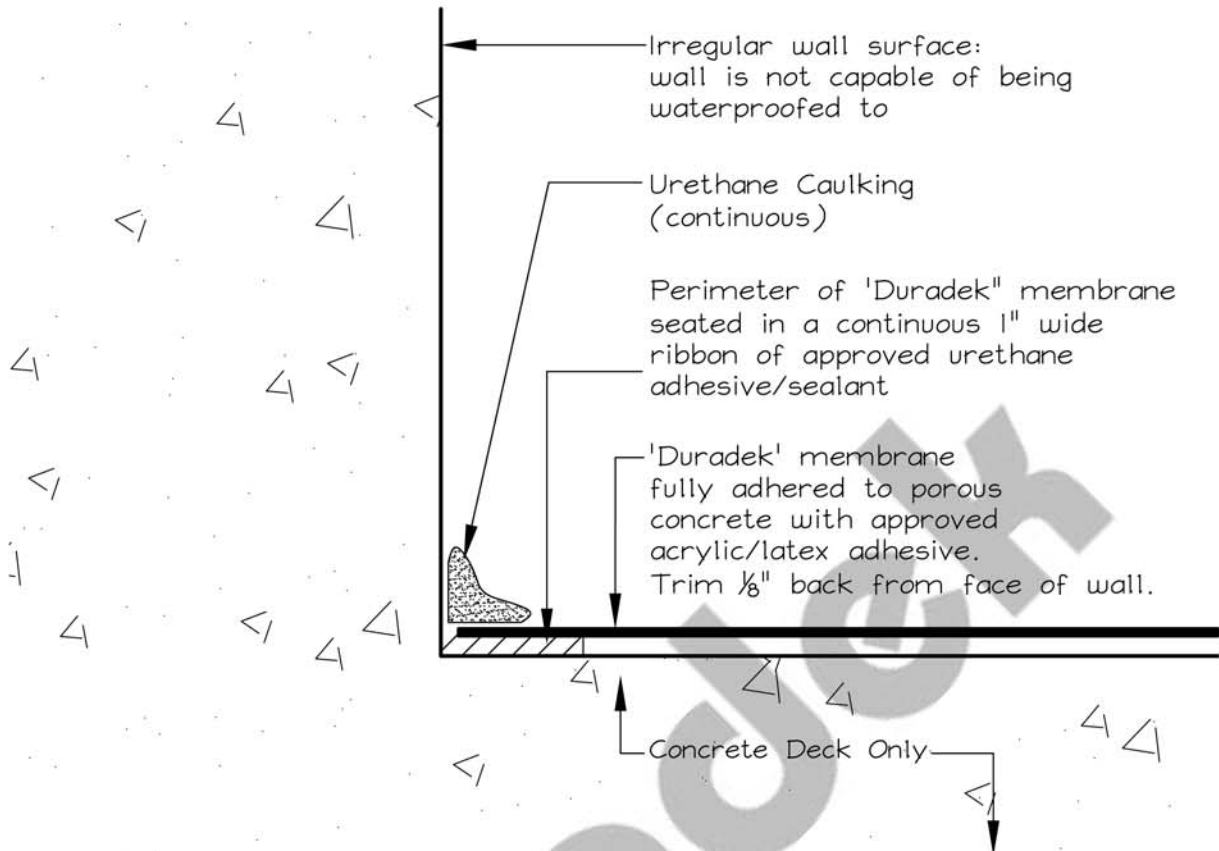 Irregular wall surface:
wall is not capable of being
waterproofed to
Urethane Caulking
(continuous)
Perimeter of 'Duradek" membrane
seated in a continuous 1" wide
ribbon of approved urethane
adhesive/sealant
'Duradek' membrane
fully adhered to porous
concrete with approved
acrylic/latex adhesive.
Trim ⅛" back from face of wall.
Concrete Deck Only
dek